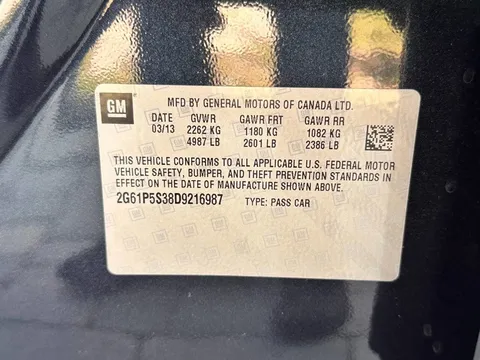 GM
MFD BY GENERAL MOTORS OF CANADA LTD.
DATE GVWR GAWR FRT GAWR RR
03/13 2262 KG 1180 KG 1082 KG
4987 LB 2601 LB 2386 LB
THIS VEHICLE CONFORMS TO ALL APPLICABLE U.S. FEDERAL MOTOR
VEHICLE SAFETY, BUMPER, AND THEFT PREVENTION STANDARDS IN
EFFECT ON THE DATE OF MANUFACTURE SHOWN ABOVE.
2G61P5S38D9216987 TYPE: PASS CAR